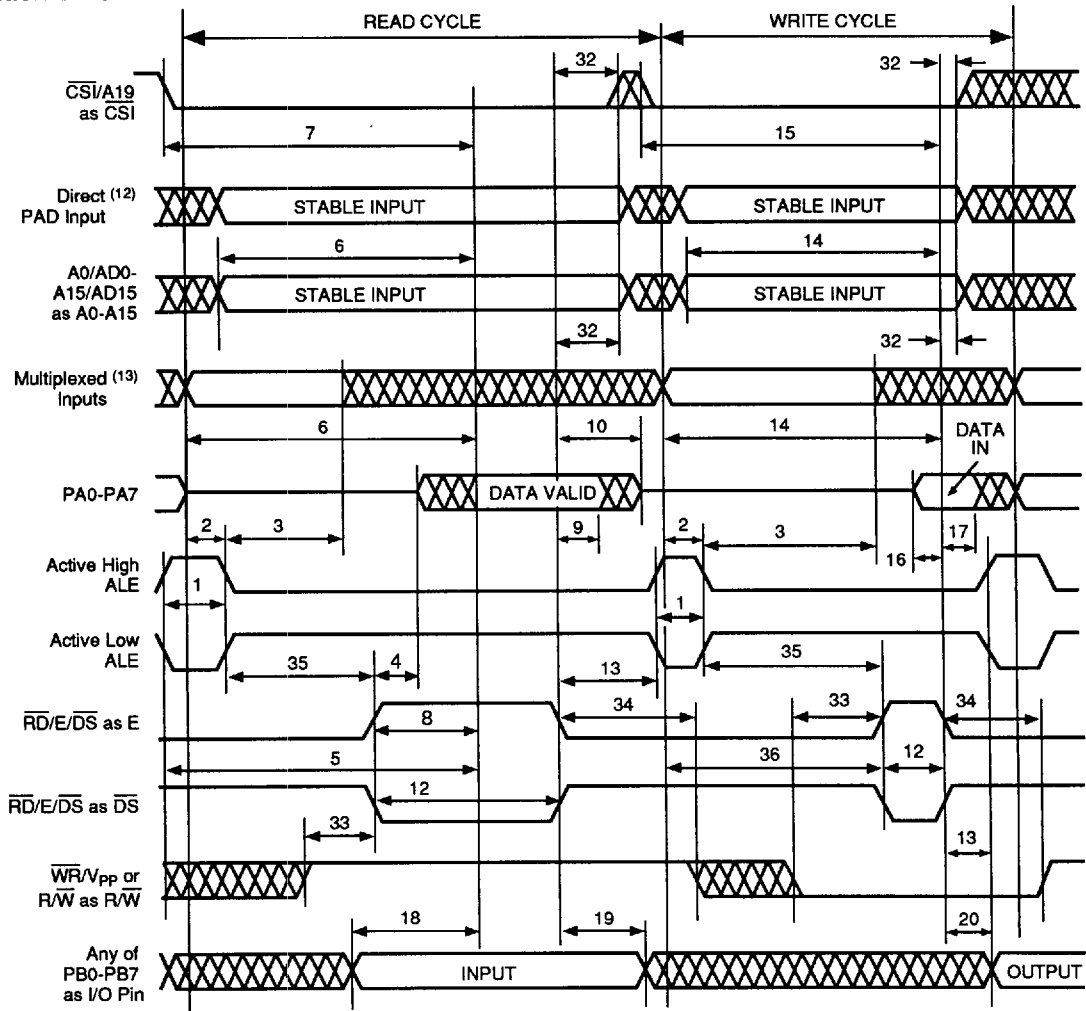 READ CYCLE
WRITE CYCLE
32
32
CSI/A19
as CSI
7
15
Direct (12)
PAD Input
STABLE INPUT
STABLE INPUT
6
14
A0/AD0-
A15/AD15
as A0-A15
STABLE INPUT
STABLE INPUT
32
32
Multiplexed (13)
Inputs
6
10
14
DATA
IN
PA0-PA7
DATA VALID
2
3
9
2
3
16
17
Active High
ALE
1
1
Active Low
ALE
35
4
13
35
34
33
34
RD/E/DS as E
8
5
36
12
RD/E/DS as DS
12
33
13
WR/VPP or
R/W as R/W
18
19
20
Any of
PB0-PB7
as I/O Pin
INPUT
OUTPUT